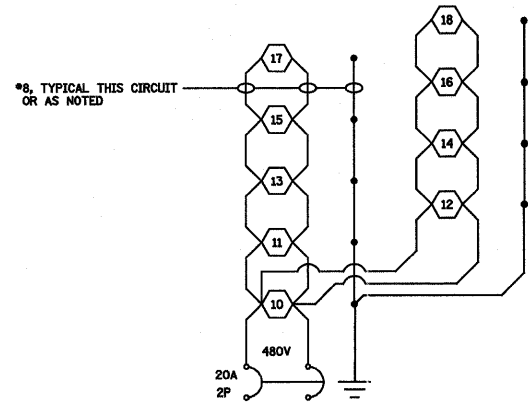 18
17
16
•8, TYPICAL THIS CIRCUIT
OR AS NOTED
15
14
13
12
11
10
480V
20A
2P